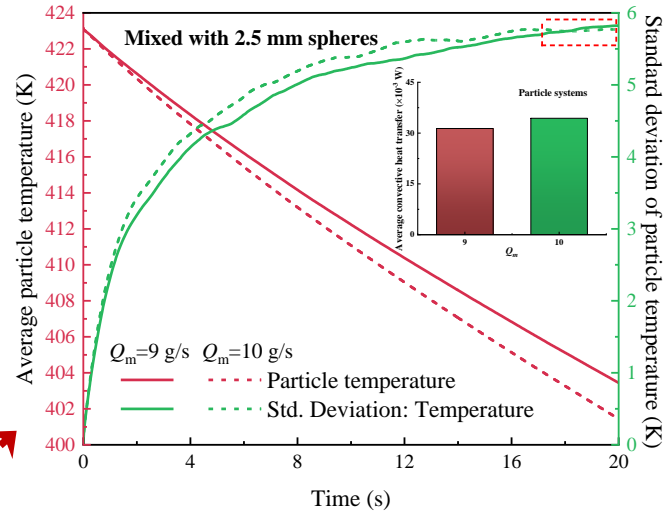 Mixed with 2.5 mm spheres
Average particle temperature (K)
424
422
420
418
416
414
412
410
408
406
404
402
400
Standard deviation of particle temperature (K)
6
5
4
3
2
1
0
Average convective heat transfer (×10⁻³ W)
45
30
15
0
Particle systems
9
10
Qₘ
Qₘ=9 g/s Qₘ=10 g/s
Particle temperature
Std. Deviation: Temperature
0 4 8 12 16 20
Time (s)